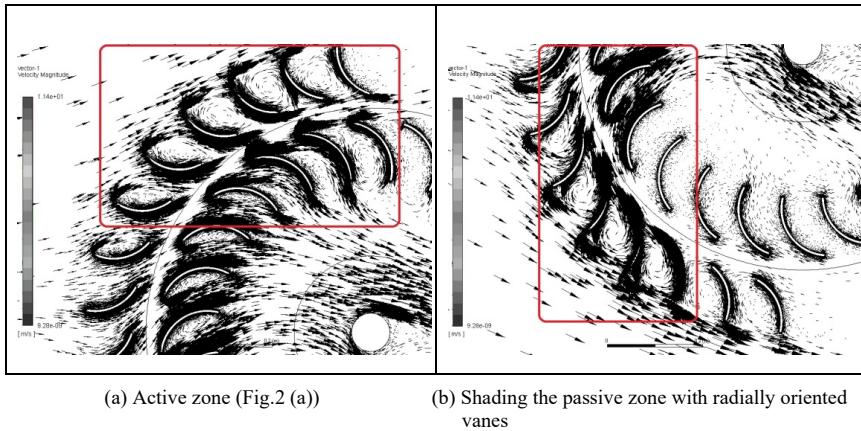 vector-1
Velocity Magnitude
1.14e+01
9.28e-09
[ m/s ]
vector-1
Velocity Magnitude
1.14e+01
9.28e-09
[ m/s ]
0
(a) Active zone (Fig.2 (a))
(b) Shading the passive zone with radially oriented
vanes